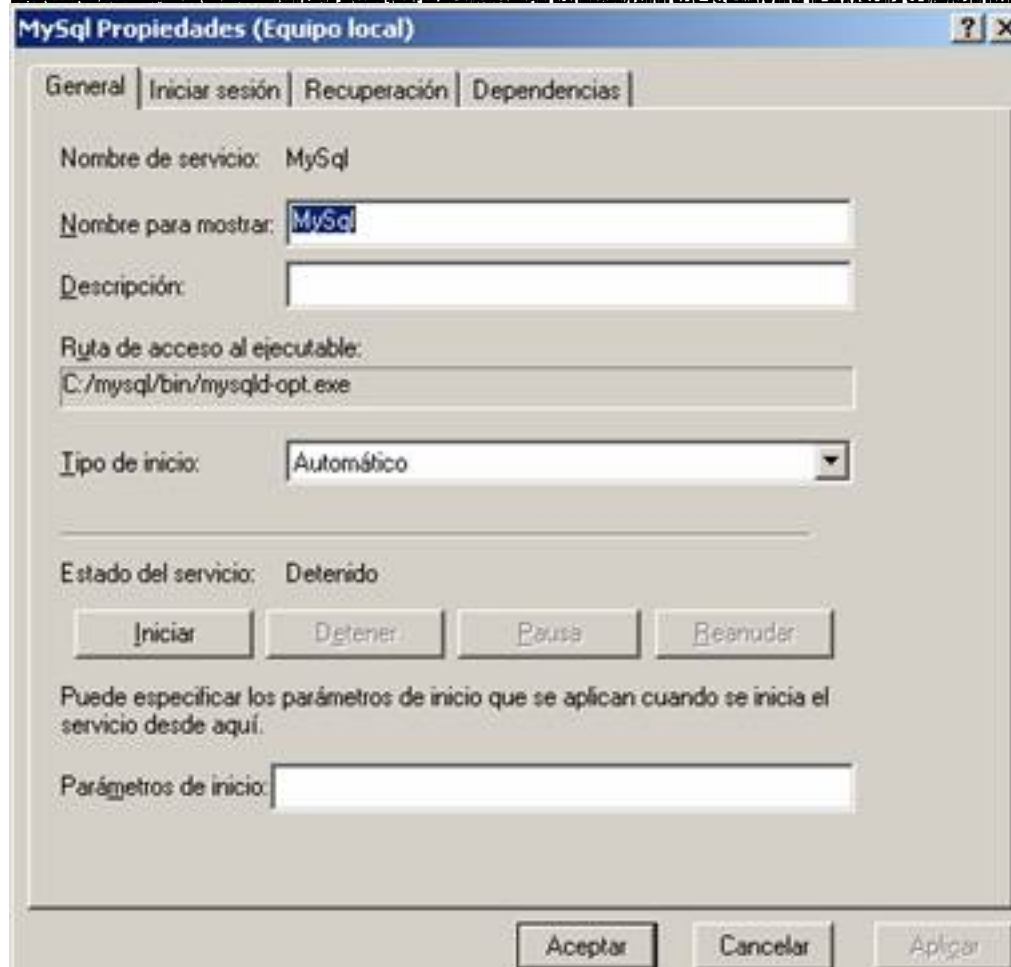 MySql Propiedades (Equipo local)
General Iniciar sesión Recuperación Dependencias
Nombre de servicio: MySql
Nombre para mostrar: MySql
Descripción:
Ruta de acceso al ejecutable:
C:/mysql/bin/mysqld-opt.exe
Tipo de inicio: Automático
Estado del servicio: Detenido
Iniciar Detener Pausa Reanudar
Puede especificar los parámetros de inicio que se aplican cuando se inicia el
servicio desde aquí.
Parámetros de inicio:
Aceptar Cancelar Aplicar